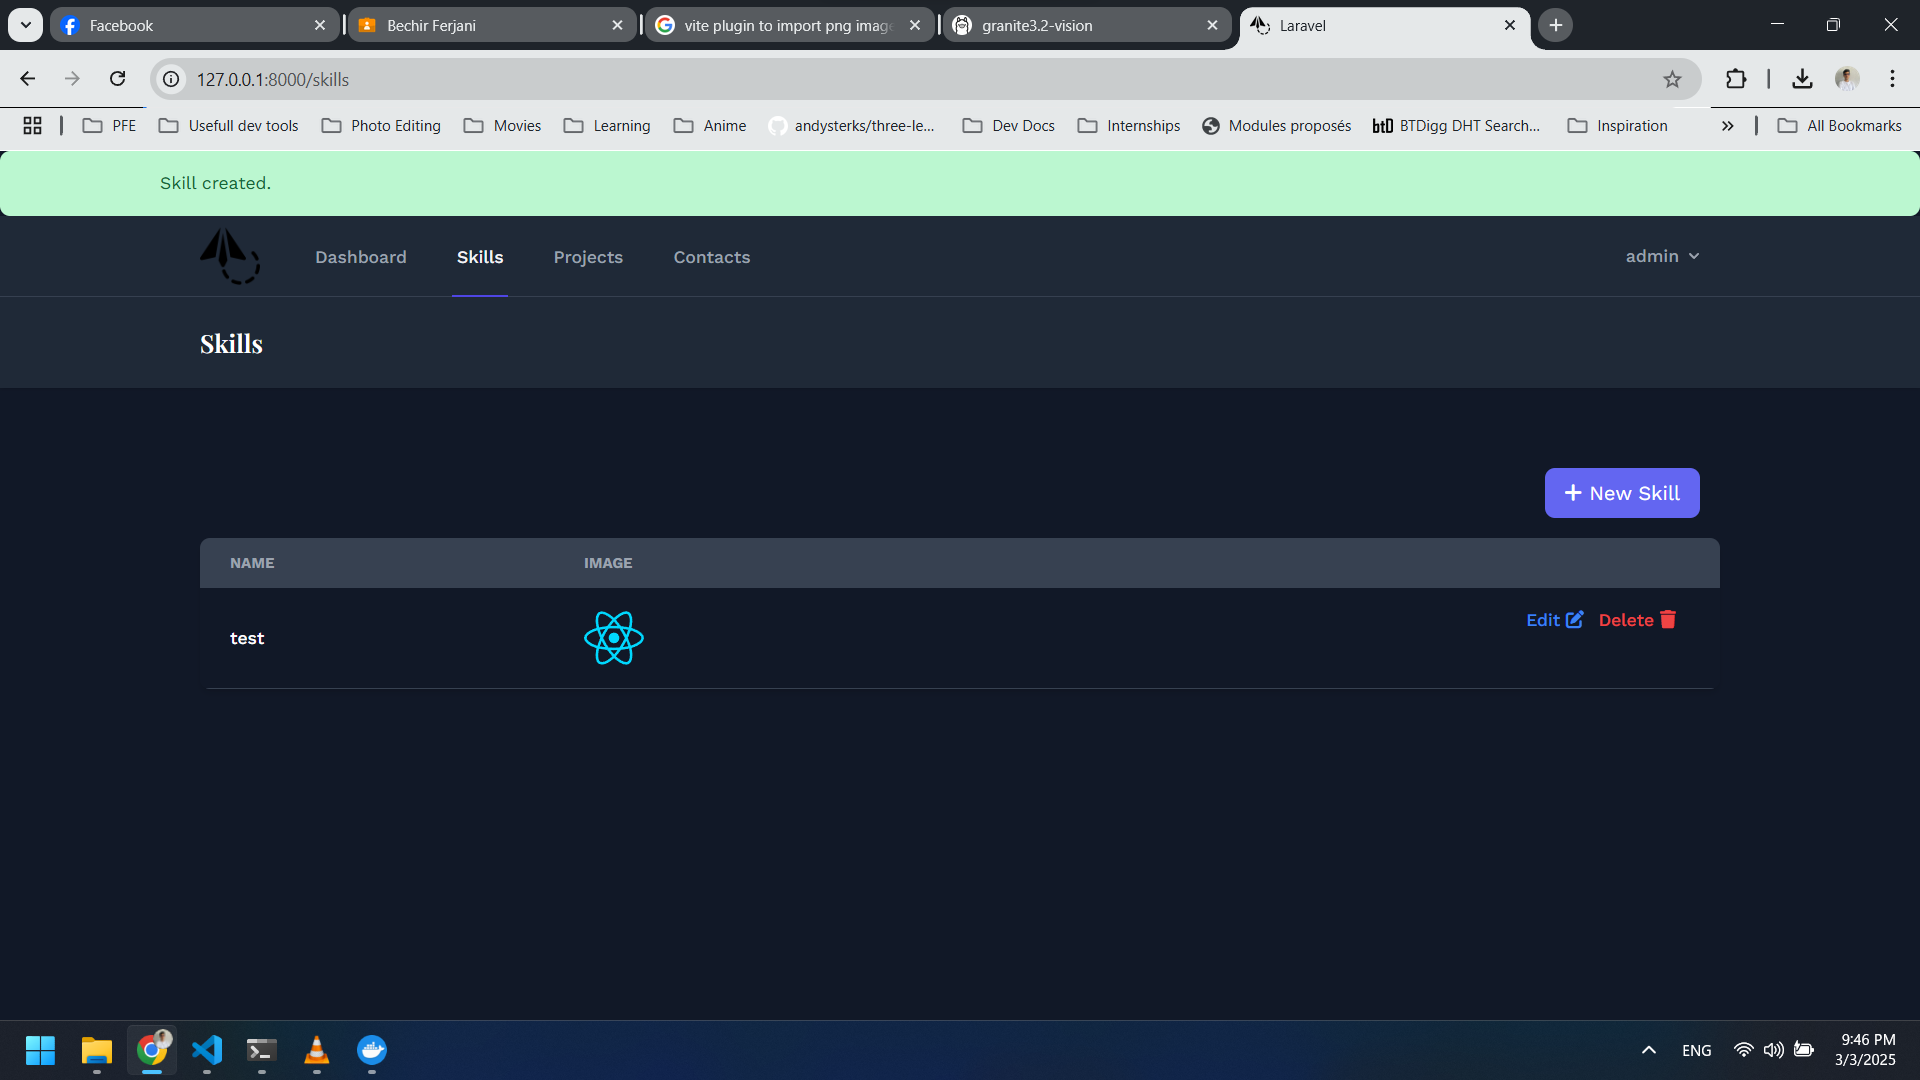 Facebook
Bechir Ferjani
vite plugin to import png imag
granite3.2-vision
Laravel
127.0.0.1:8000/skills
PFE
Usefull dev tools
Photo Editing
Movies
Learning
Anime
andysterks/three-le...
Dev Docs
Internships
Modules proposés
btD BTDigg DHT Search...
Inspiration
All Bookmarks
Skill created.
Dashboard
Skills
Projects
Contacts
admin
Skills
New Skill
NAME
IMAGE
test
Edit
Delete
ENG
9:46 PM
3/3/2025